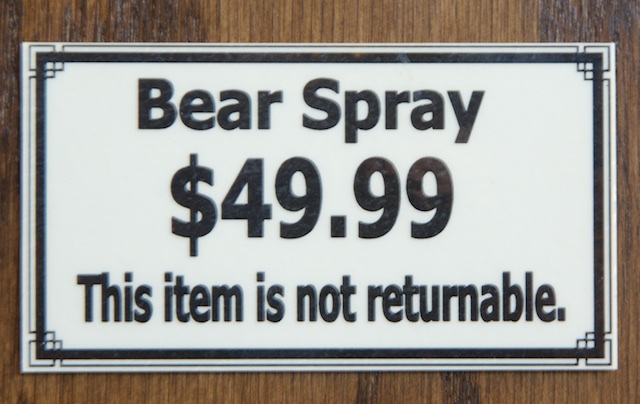 Bear Spray
$49.99
This item is not returnable.